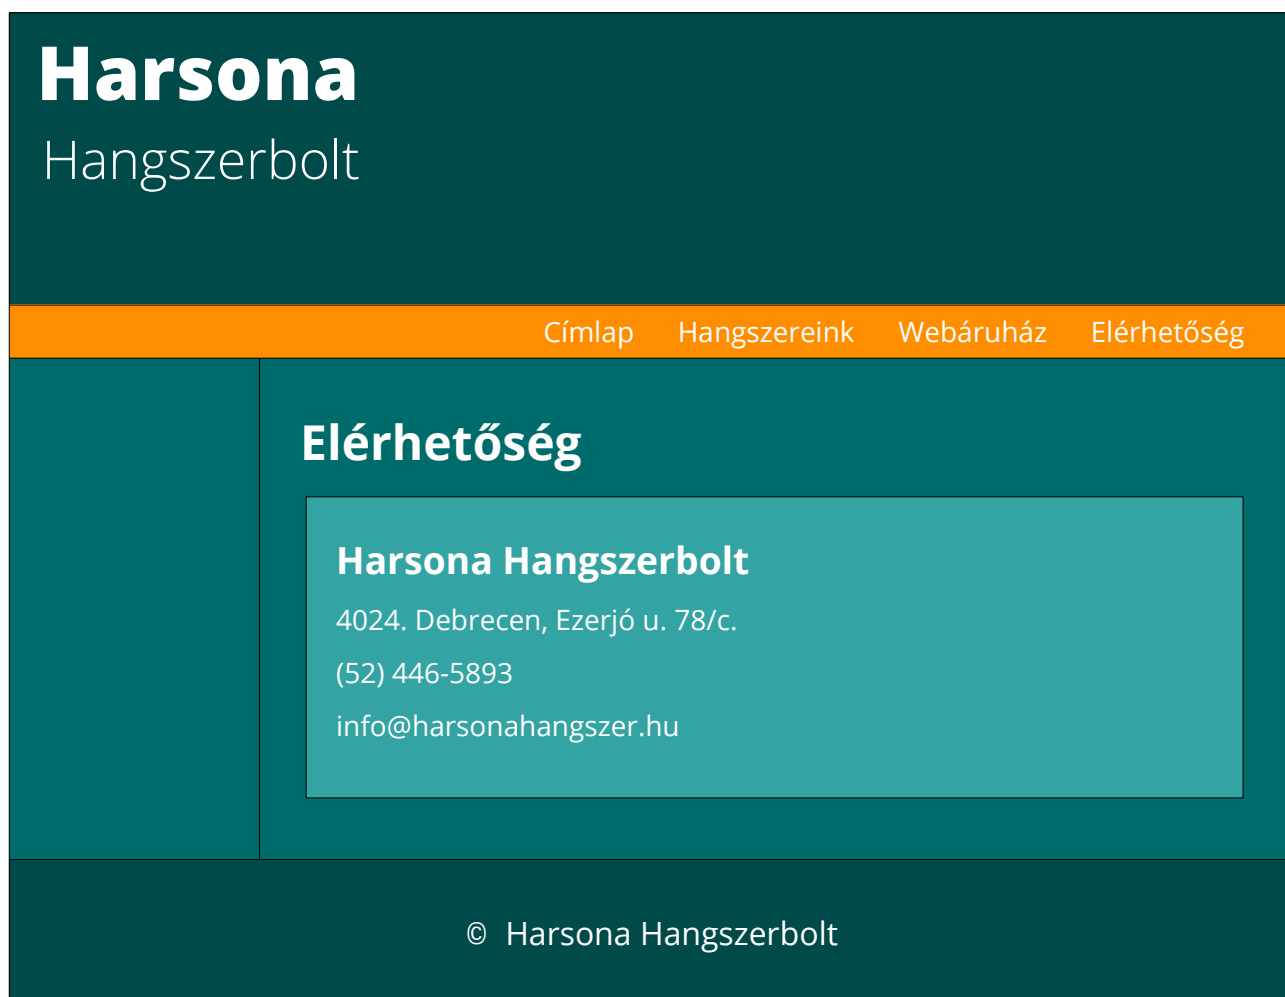 Harsona
Hangszerbolt
Címlap Hangszereink Webáruház Elérhetőség
Elérhetőség
Harsona Hangszerbolt
4024. Debrecen, Ezerjó u. 78/c.
(52) 446-5893
info@harsonahangszer.hu
© Harsona Hangszerbolt